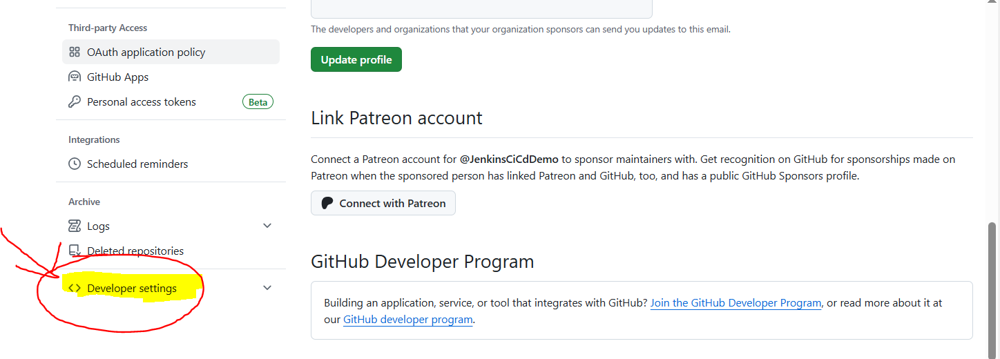 Third-party Access
OAuth application policy
GitHub Apps
Personal access tokens Beta
Integrations
Scheduled reminders
Archive
Logs
Deleted repositories
Developer settings
The developers and organizations that your organization sponsors can send you updates to this email.
Update profile
Link Patreon account
Connect a Patreon account for @JenkinsCiCdDemo to sponsor maintainers with. Get recognition on GitHub for sponsorships made on
Patreon when the sponsored person has linked Patreon and GitHub, too, and has a public GitHub Sponsors profile.
Connect with Patreon
GitHub Developer Program
Building an application, service, or tool that integrates with GitHub? Join the GitHub Developer Program, or read more about it at
our GitHub developer program.